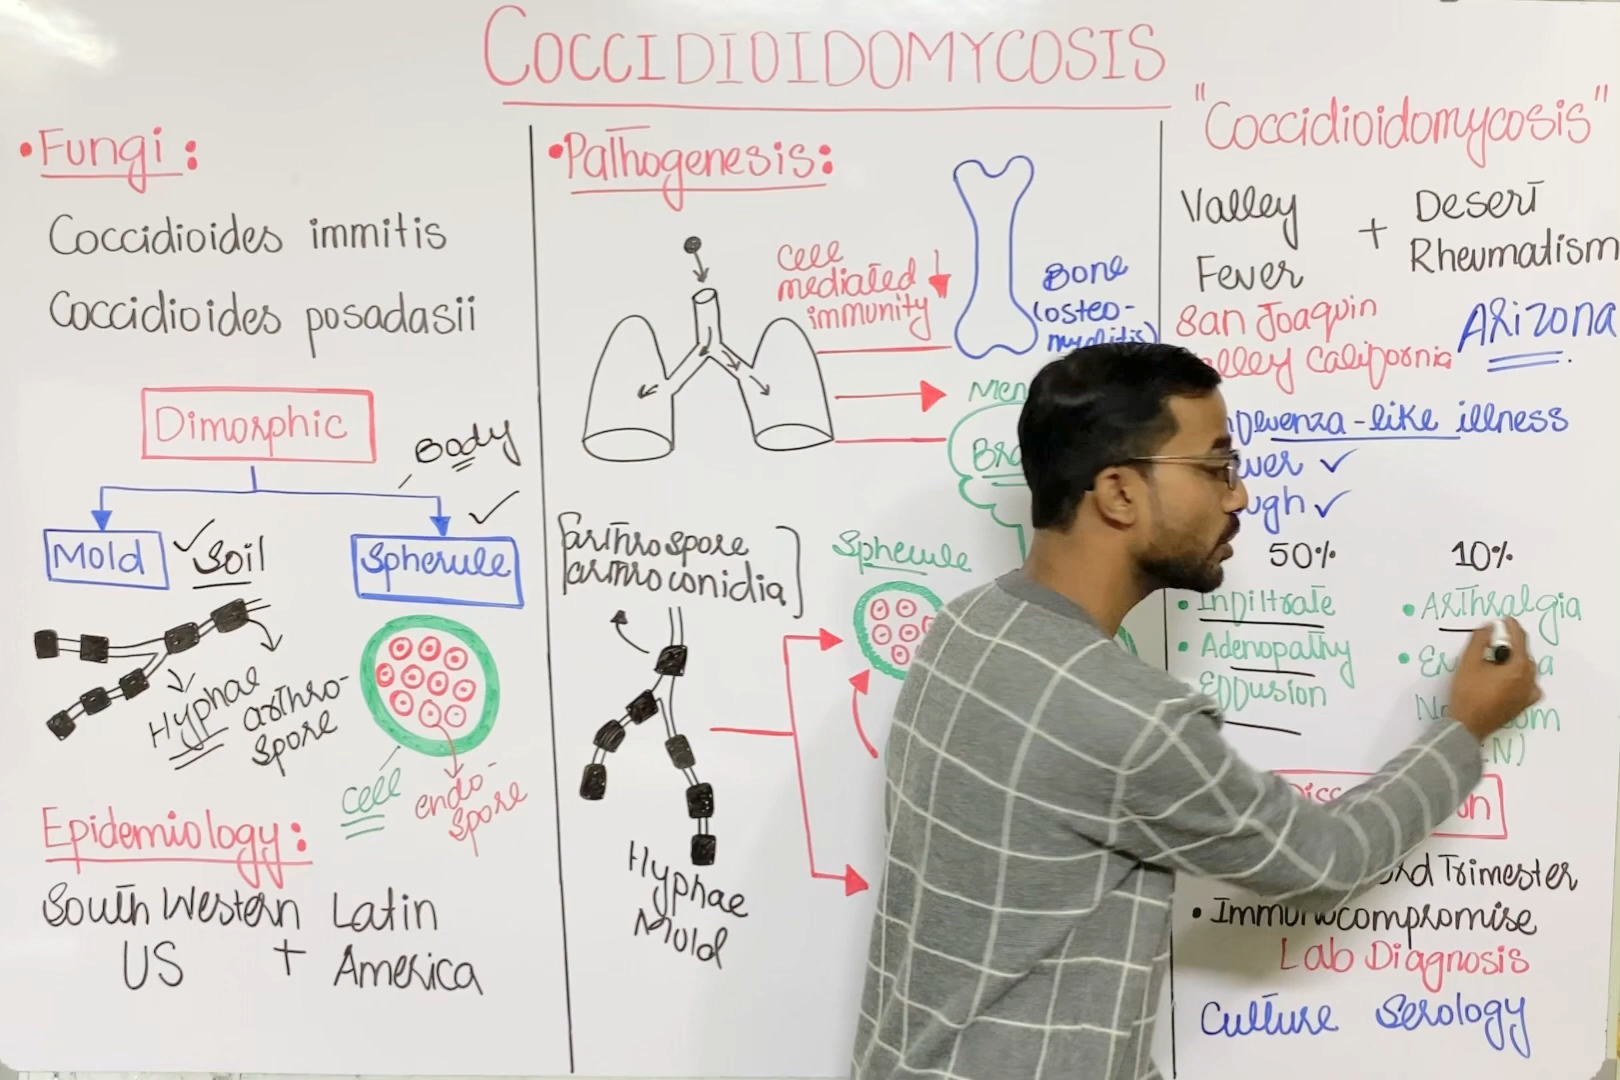 COCCIDIOIDOMYCOSIS
• Fungi :
Coccidioides immitis
Coccidioides posadasii
Dimorphic
Body
Mold
Soil
Spherule
Hyphae
arthro-
spore
cell
endo-
spore
Epidemiology:
South Western
US
+
Latin
America
• Pathogenesis:
cell
mediated
immunity
Bone
(osteo-
myelitis)
arthrospore
arthroconidia
Spherule
Hyphae
Mold
"Coccidioidomycosis"
Valley
Fever
+
Desert
Rheumatism
San Joaquin
California
Arizona
-like illness
50%
• Infiltrate
• Adenopathy
Effusion
10%
• Arthralgia
Trimester
• Immunocompromise
Lab Diagnosis
Culture Serology